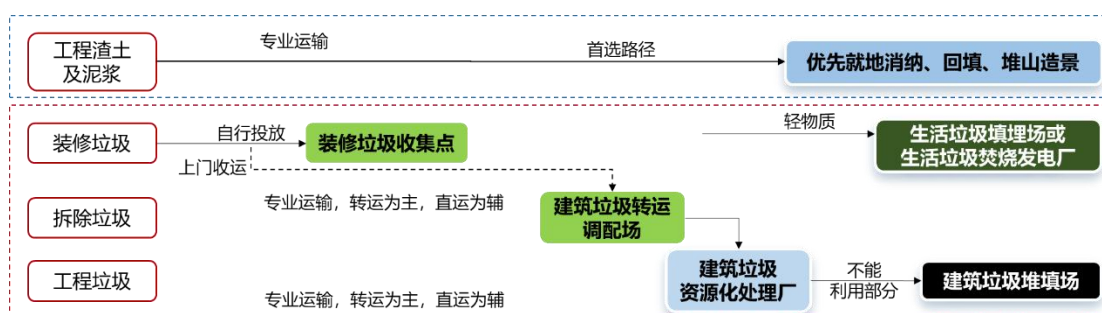 工程渣土
及泥浆
专业运输
首选路径
优先就地消纳、回填、堆山造景
装修垃圾
自行投放
上门收运
装修垃圾收集点
轻物质
生活垃圾填埋场或
生活垃圾焚烧发电厂
拆除垃圾
专业运输，转运为主，直运为辅
建筑垃圾转运
调配场
工程垃圾
专业运输，转运为主，直运为辅
建筑垃圾
资源化处理厂
不能
利用部分
建筑垃圾堆填场